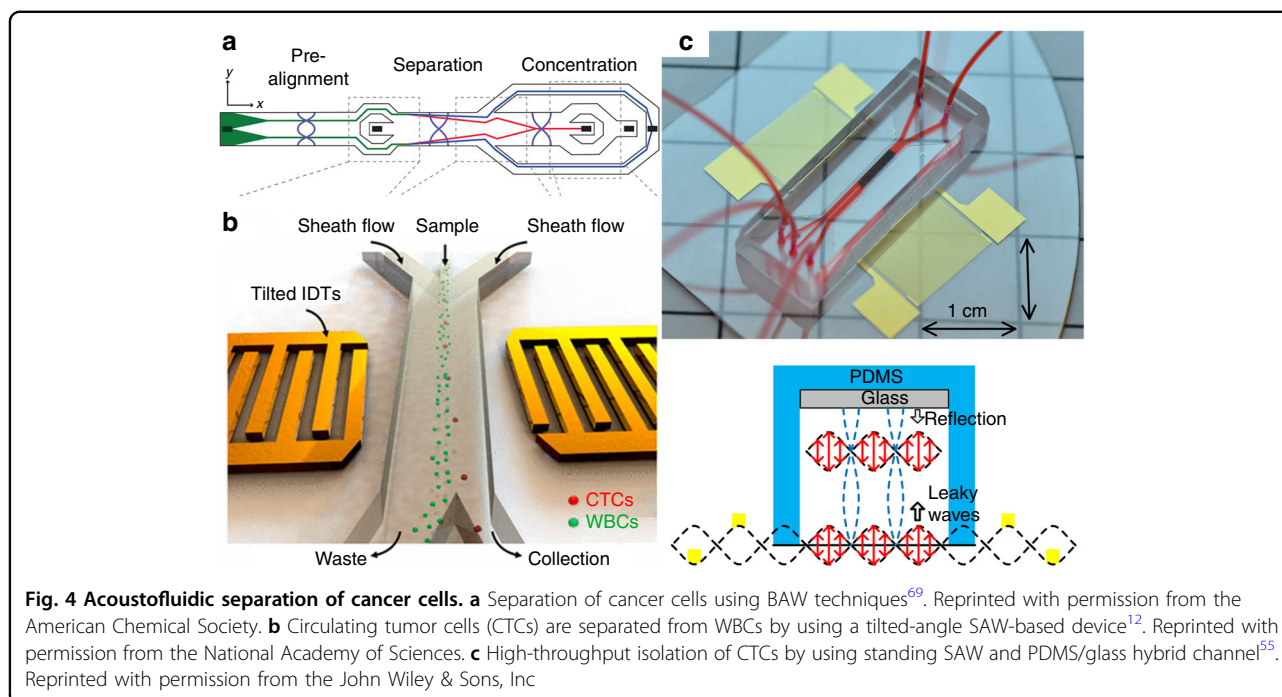 a
Pre-
alignment
Separation
Concentration
y
x
b
Sheath flow
Sample
Sheath flow
Tilted IDTs
CTCs
WBCs
Waste
Collection
c
1 cm
PDMS
Glass
Reflection
Leaky
waves
Fig. 4 Acoustofluidic separation of cancer cells. a Separation of cancer cells using BAW techniques69. Reprinted with permission from the
American Chemical Society. b Circulating tumor cells (CTCs) are separated from WBCs by using a tilted-angle SAW-based device12. Reprinted with
permission from the National Academy of Sciences. c High-throughput isolation of CTCs by using standing SAW and PDMS/glass hybrid channel55.
Reprinted with permission from the John Wiley & Sons, Inc